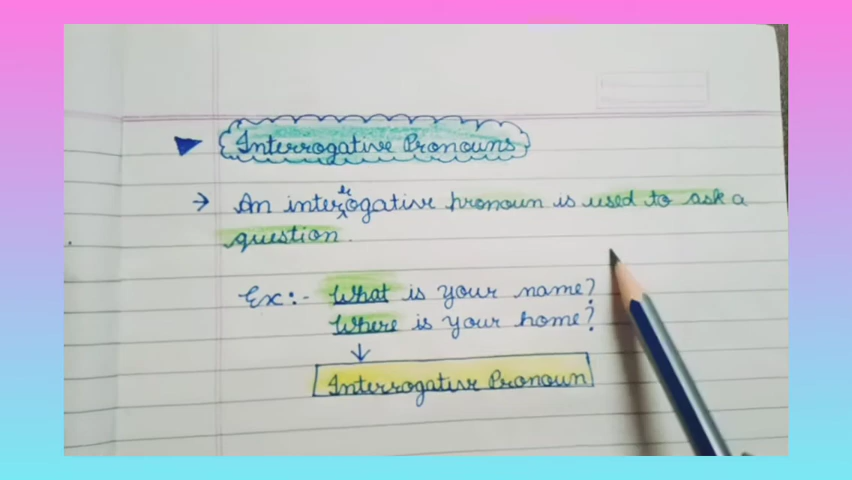 Interrogative Pronouns
→ An interrogative pronoun is used to ask a
question.
Ex:- What is your name?
Where is your home?
↓
Interrogative Pronoun